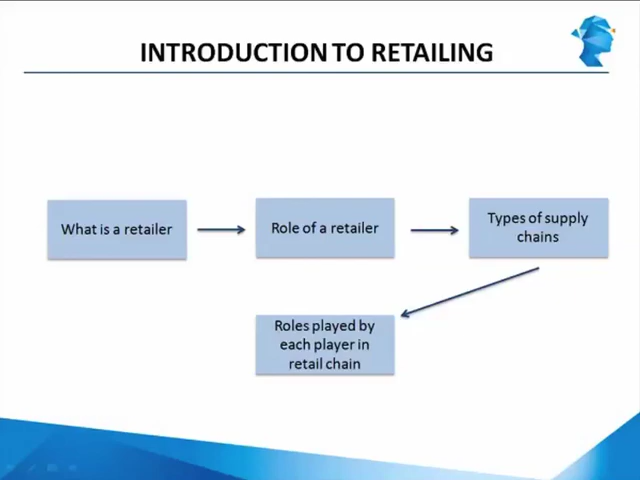 INTRODUCTION TO RETAILING
What is a retailer
Role of a retailer
Types of supply
chains
Roles played by
each player in
retail chain